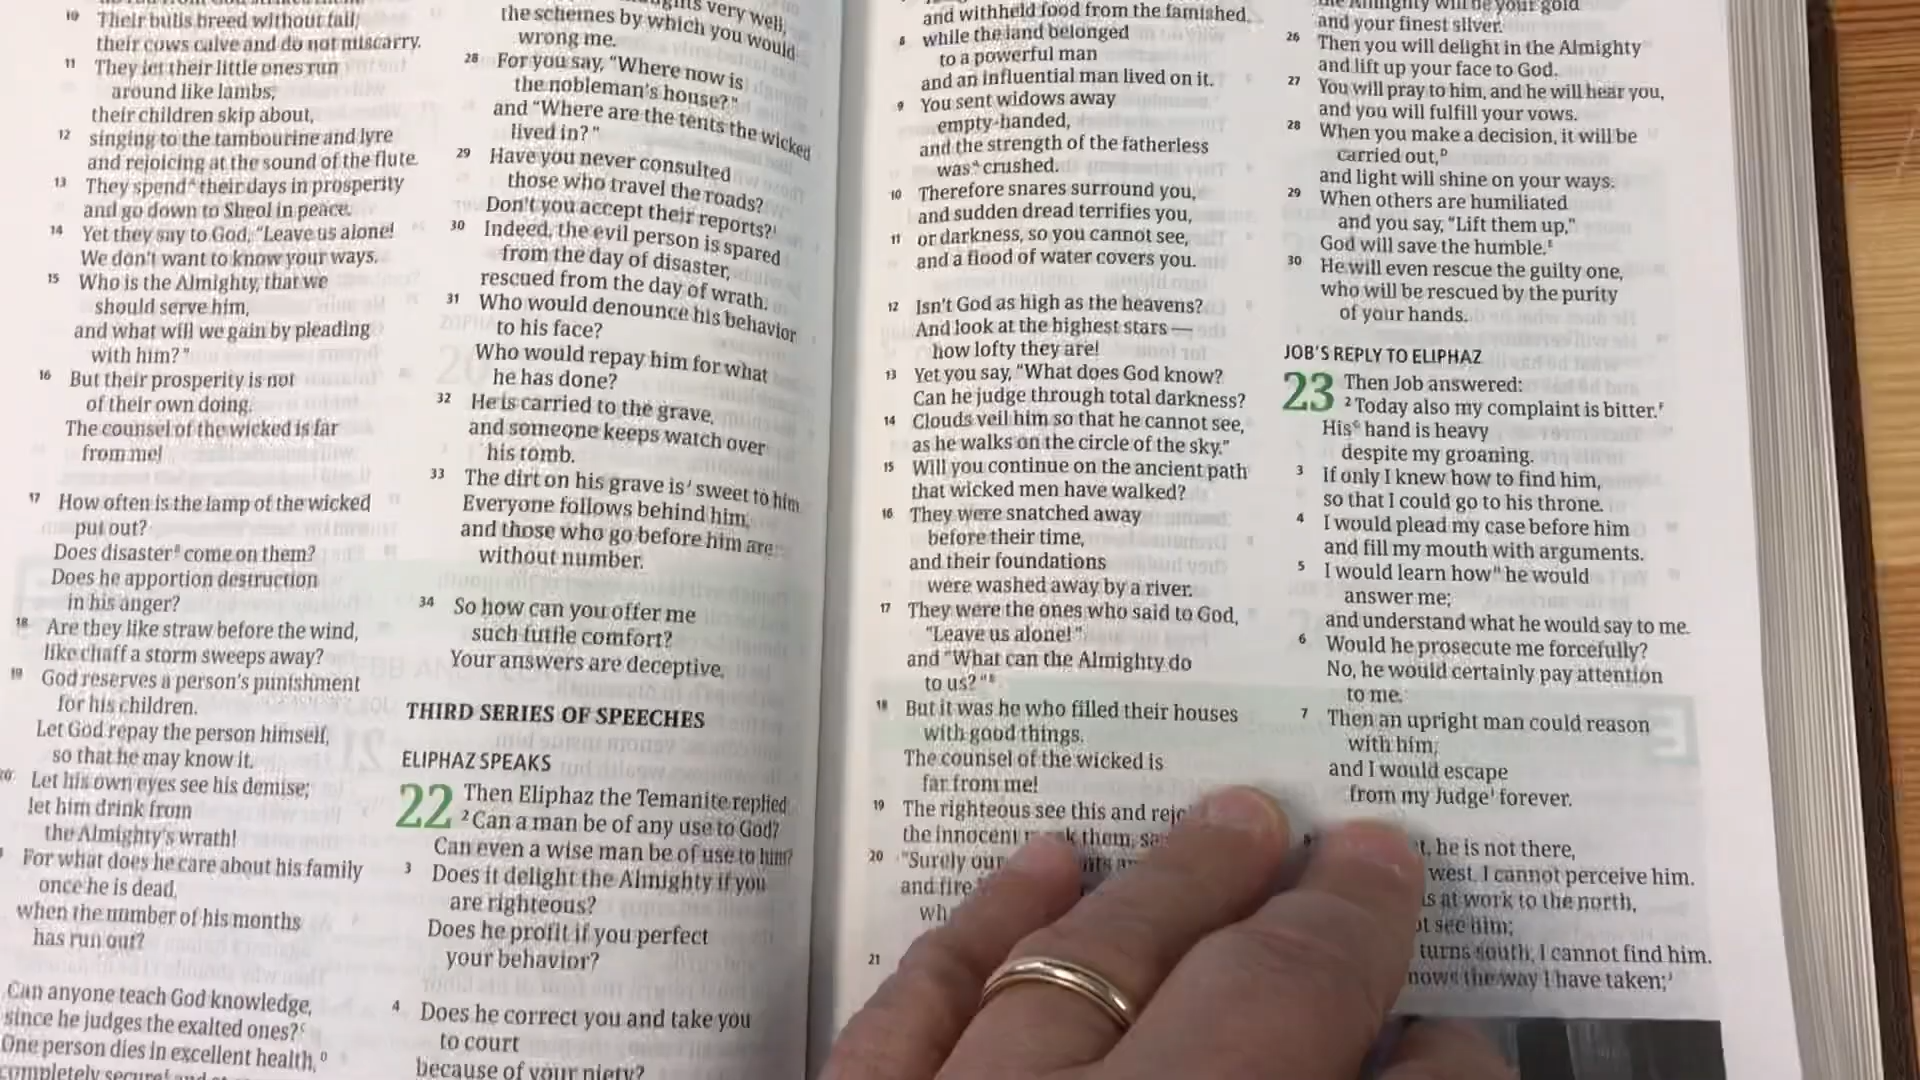 10 Their bulls breed without fail;
their cows calve and do not miscarry.
11 They let their little ones run
around like lambs;
their children skip about,
12 singing to the tambourine and lyre
and rejoicing at the sound of the flute.
13 They spend^A their days in prosperity
and go down to Sheol in peace.
14 Yet they say to God, "Leave us alone!
We don't want to know your ways.
15 Who is the Almighty, that we
should serve him,
and what will we gain by pleading
with him?"
16 But their prosperity is not
of their own doing.
The counsel of the wicked is far
from me!
17 How often is the lamp of the wicked
put out?
Does disaster^B come on them?
Does he apportion destruction
in his anger?
18 Are they like straw before the wind,
like chaff a storm sweeps away?
19 God reserves a person's punishment
for his children.
Let God repay the person himself,
so that he may know it.
20 Let his own eyes see his demise;
let him drink from
the Almighty's wrath!
For what does he care about his family
once he is dead,
when the number of his months
has run out?
Can anyone teach God knowledge,
since he judges the exalted ones?^C
One person dies in excellent health,^D
completely secure
very well,
the schemes by which you would
wrong me.
28 For you say, "Where now is
the nobleman's house?"
and "Where are the tents the wicked
lived in?"
29 Have you never consulted
those who travel the roads?
Don't you accept their reports?
30 Indeed, the evil person is spared
from the day of disaster,
rescued from the day of wrath.
31 Who would denounce his behavior
to his face?
Who would repay him for what
he has done?
32 He is carried to the grave,
and someone keeps watch over
his tomb.
33 The dirt on his grave is sweet to him.
Everyone follows behind him,
and those who go before him are
without number.
34 So how can you offer me
such futile comfort?
Your answers are deceptive.
THIRD SERIES OF SPEECHES
ELIPHAZ SPEAKS
22 Then Eliphaz the Temanite replied:
2 Can a man be of any use to God?
Can even a wise man be of use to him?
3 Does it delight the Almighty if you
are righteous?
Does he profit if you perfect
your behavior?
4 Does he correct you and take you
to court
because of your piety?
and withheld food from the famished,
8 while the land belonged
to a powerful man
and an influential man lived on it.
9 You sent widows away
empty-handed,
and the strength of the fatherless
was^A crushed.
10 Therefore snares surround you,
and sudden dread terrifies you,
11 or darkness, so you cannot see,
and a flood of water covers you.
12 Isn't God as high as the heavens?
And look at the highest stars —
how lofty they are!
13 Yet you say, "What does God know?
Can he judge through total darkness?
14 Clouds veil him so that he cannot see,
as he walks on the circle of the sky."
15 Will you continue on the ancient path
that wicked men have walked?
16 They were snatched away
before their time,
and their foundations
were washed away by a river.
17 They were the ones who said to God,
"Leave us alone!"
and "What can the Almighty do
to us?"^B
18 But it was he who filled their houses
with good things.
The counsel of the wicked is
far from me!
19 The righteous see this and
the innocent them,
20 "Surely our
and fire
21
the Almighty will be your gold
and your finest silver.
26 Then you will delight in the Almighty
and lift up your face to God.
27 You will pray to him, and he will hear you,
and you will fulfill your vows.
28 When you make a decision, it will be
carried out,^D
and light will shine on your ways.
29 When others are humiliated
and you say, "Lift them up,"
God will save the humble.^E
30 He will even rescue the guilty one,
who will be rescued by the purity
of your hands.
JOB'S REPLY TO ELIPHAZ
23 Then Job answered:
2 Today also my complaint is bitter.^F
His^G hand is heavy
despite my groaning.
3 If only I knew how to find him,
so that I could go to his throne.
4 I would plead my case before him
and fill my mouth with arguments.
5 I would learn how^H he would
answer me;
and understand what he would say to me.
6 Would he prosecute me forcefully?
No, he would certainly pay attention
to me.
7 Then an upright man could reason
with him,
and I would escape
from my Judge^I forever.
he is not there,
west, I cannot perceive him.
at work to the north,
see him;
turns south, I cannot find him.
the way I have taken;^J